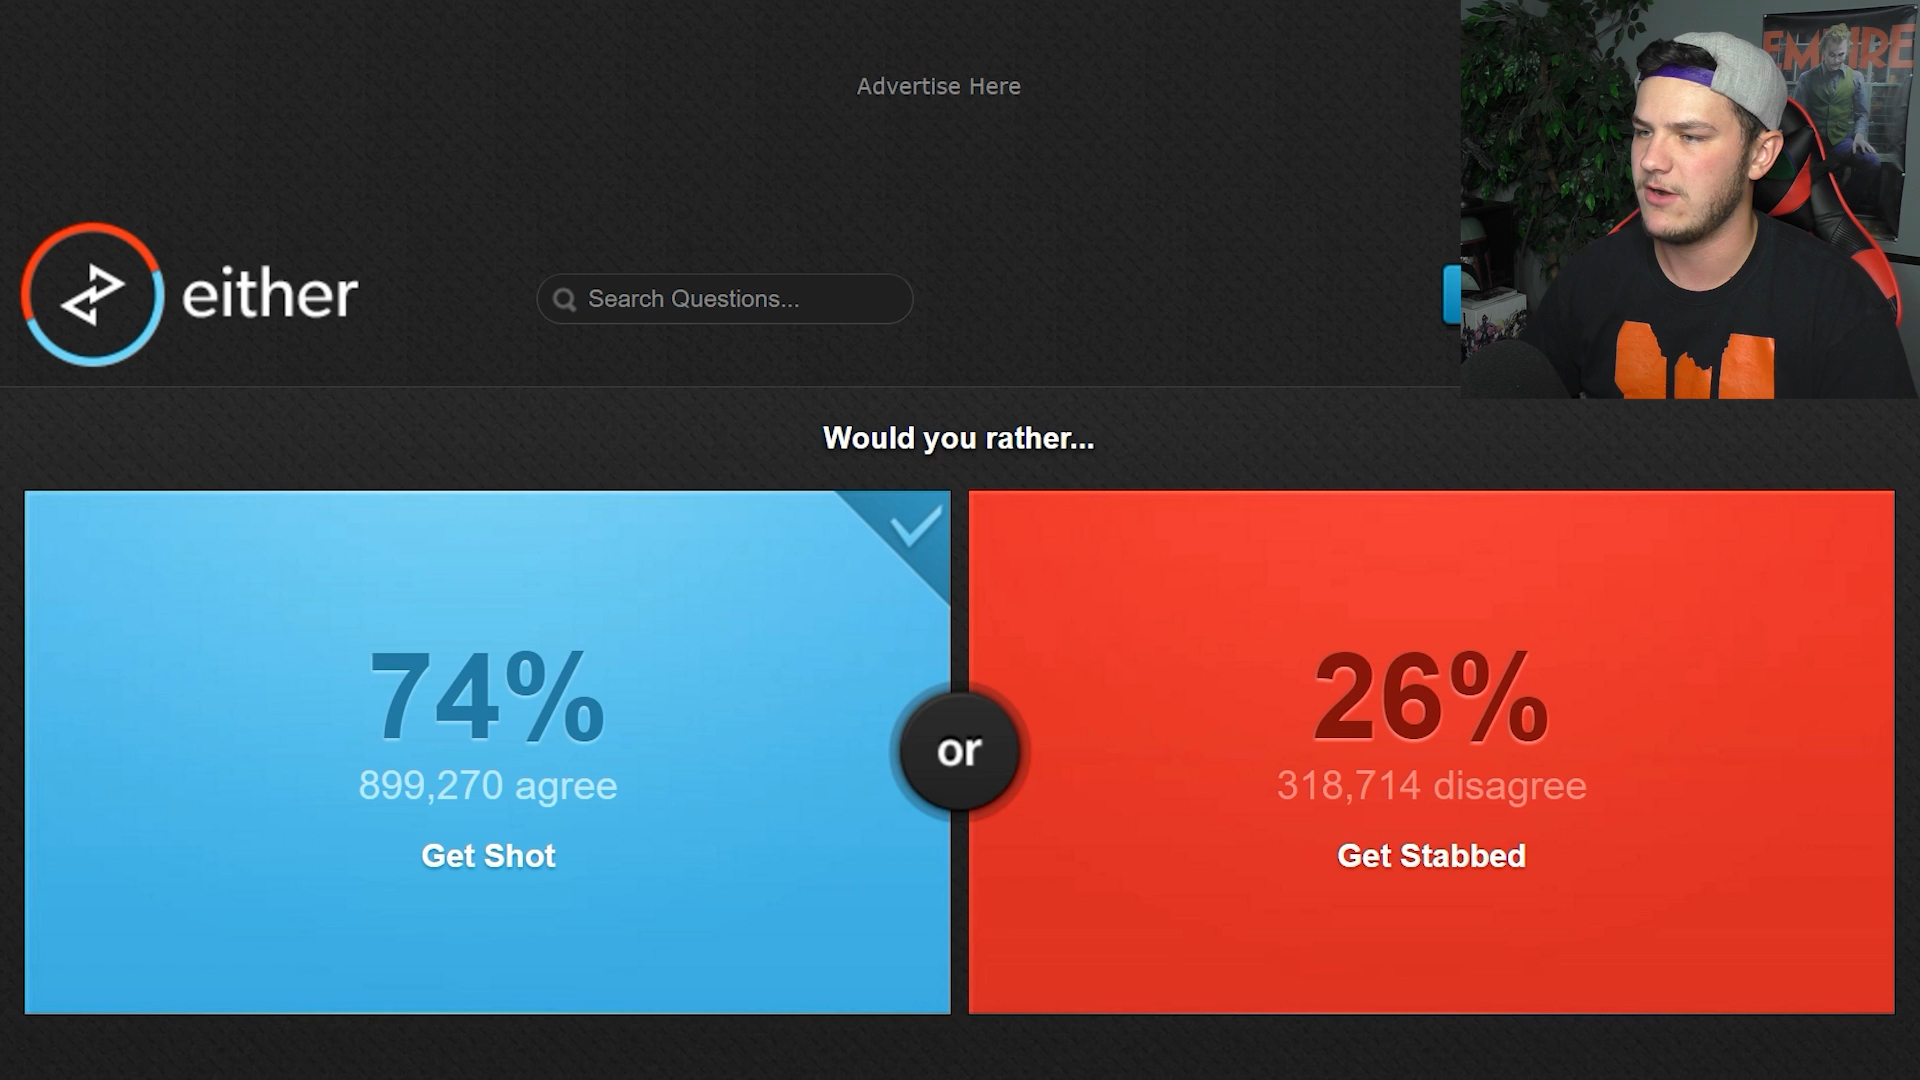 EMPIRE
Advertise Here
either
Search Questions...
Would you rather...
74%
899,270 agree
Get Shot
or
26%
318,714 disagree
Get Stabbed